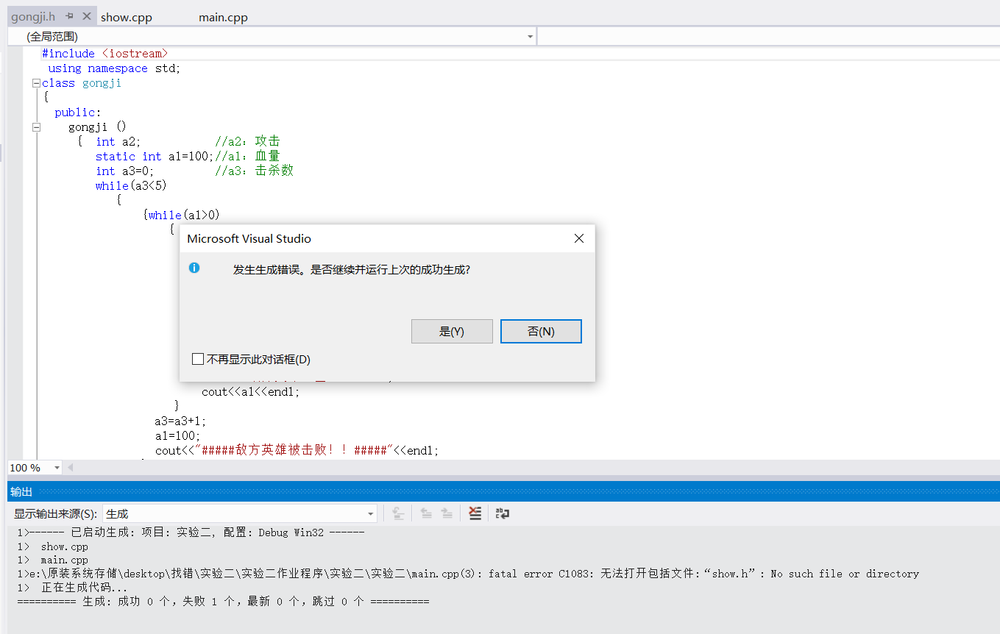 gongji.h show.cpp main.cpp
(全局范围)
#include <iostream>
using namespace std;
class gongji
{
public:
gongji ()
{ int a2; //a2: 攻击
static int a1=100;//a1: 血量
int a3=0; //a3: 击杀数
while(a3<5)
{
{while(a1>0)
{
Microsoft Visual Studio
发生生成错误。是否继续并运行上次的成功生成?
是(Y) 否(N)
不再显示此对话框(D)
cout<<a1<<endl;
}
a3=a3+1;
a1=100;
cout<<"#####敌方英雄被击败！！#####"<<endl;
100 %
输出
显示输出来源(S): 生成
1>------ 已启动生成: 项目: 实验二, 配置: Debug Win32 ------
1> show.cpp
1> main.cpp
1>e:\原装系统存储\desktop\找错\实验二\实验二作业程序\实验二\实验二\main.cpp(3): fatal error C1083: 无法打开包括文件:“show.h”: No such file or directory
1> 正在生成代码...
========== 生成: 成功 0 个，失败 1 个，最新 0 个，跳过 0 个 ==========